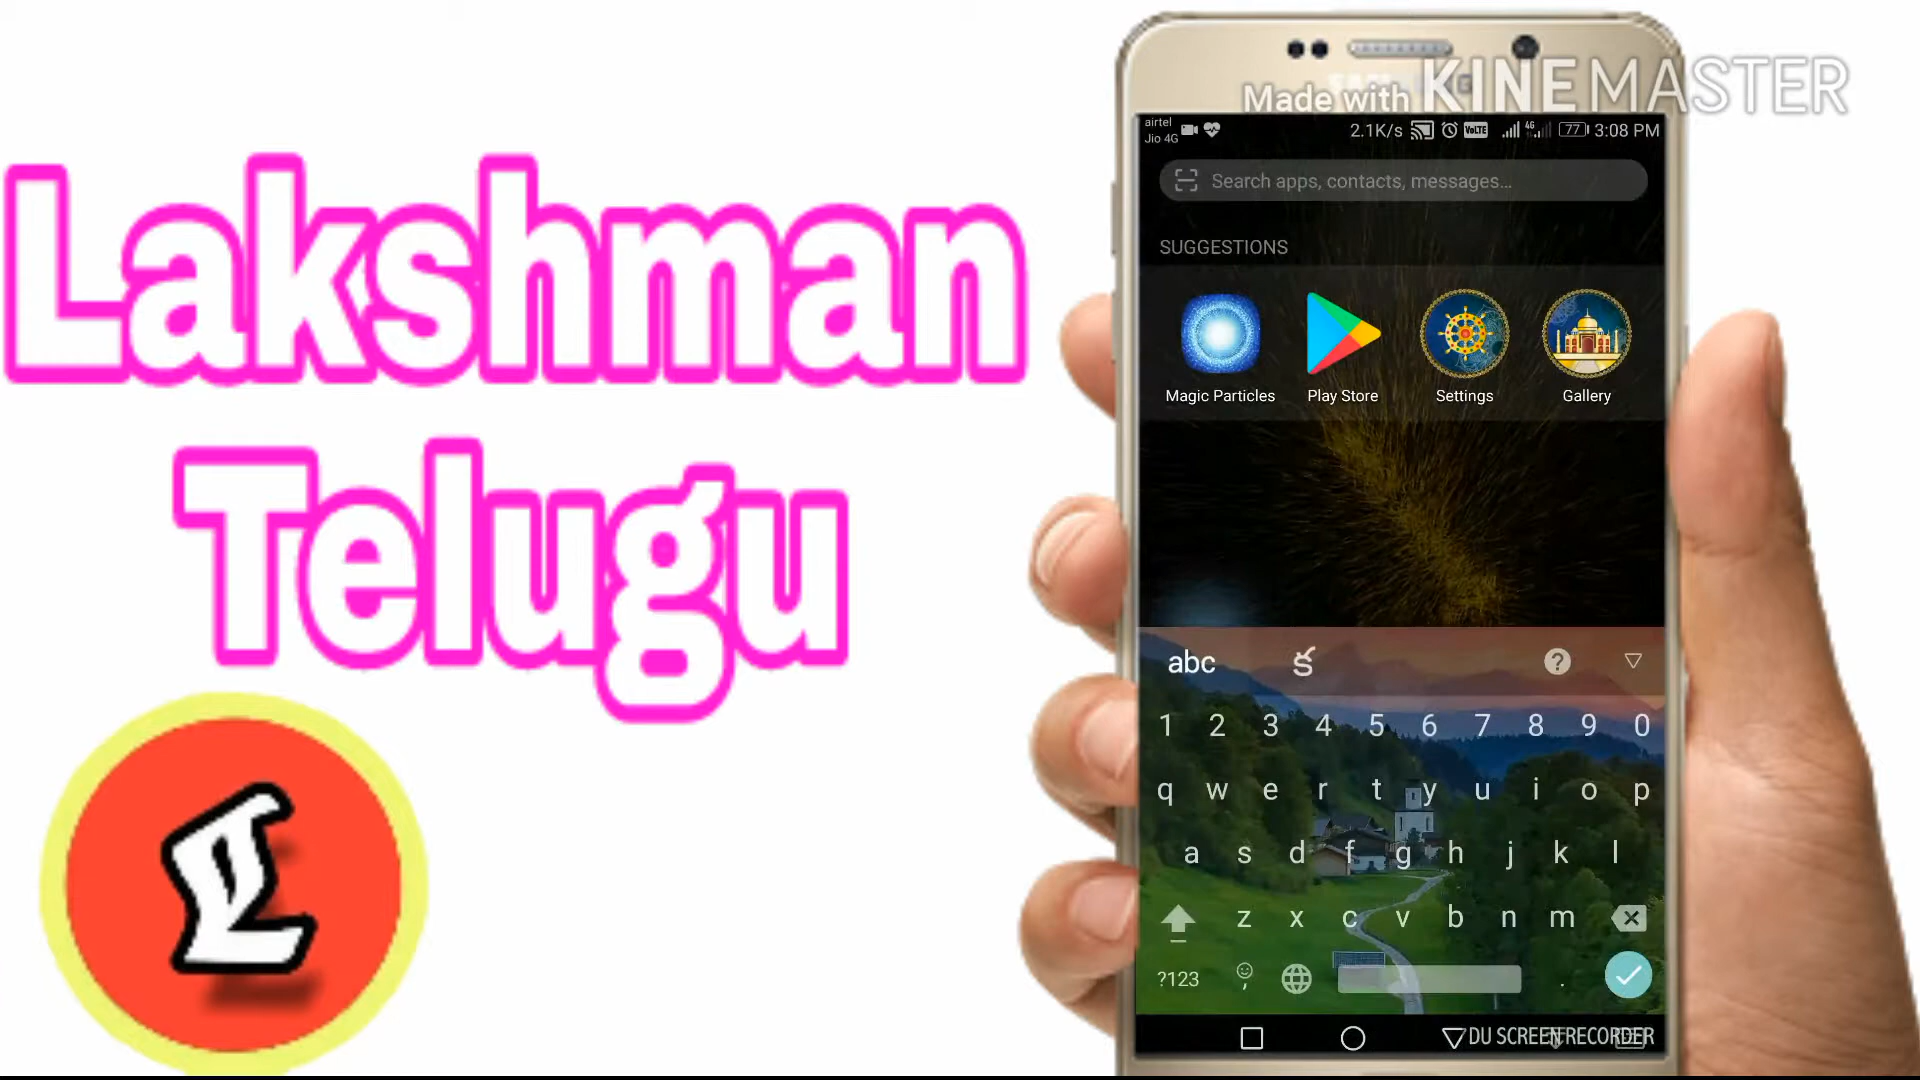 Lakshman
Telugu
L
Made with KINEMASTER
airtel
Jio 4G
2.1K/s VoLTE 4G 77 3:08 PM
Search apps, contacts, messages...
SUGGESTIONS
Magic Particles Play Store Settings Gallery
abc క ?
1 2 3 4 5 6 7 8 9 0
q w e r t y u i o p
a s d f g h j k l
z x c v b n m
?123 .
DU SCREEN RECORDER